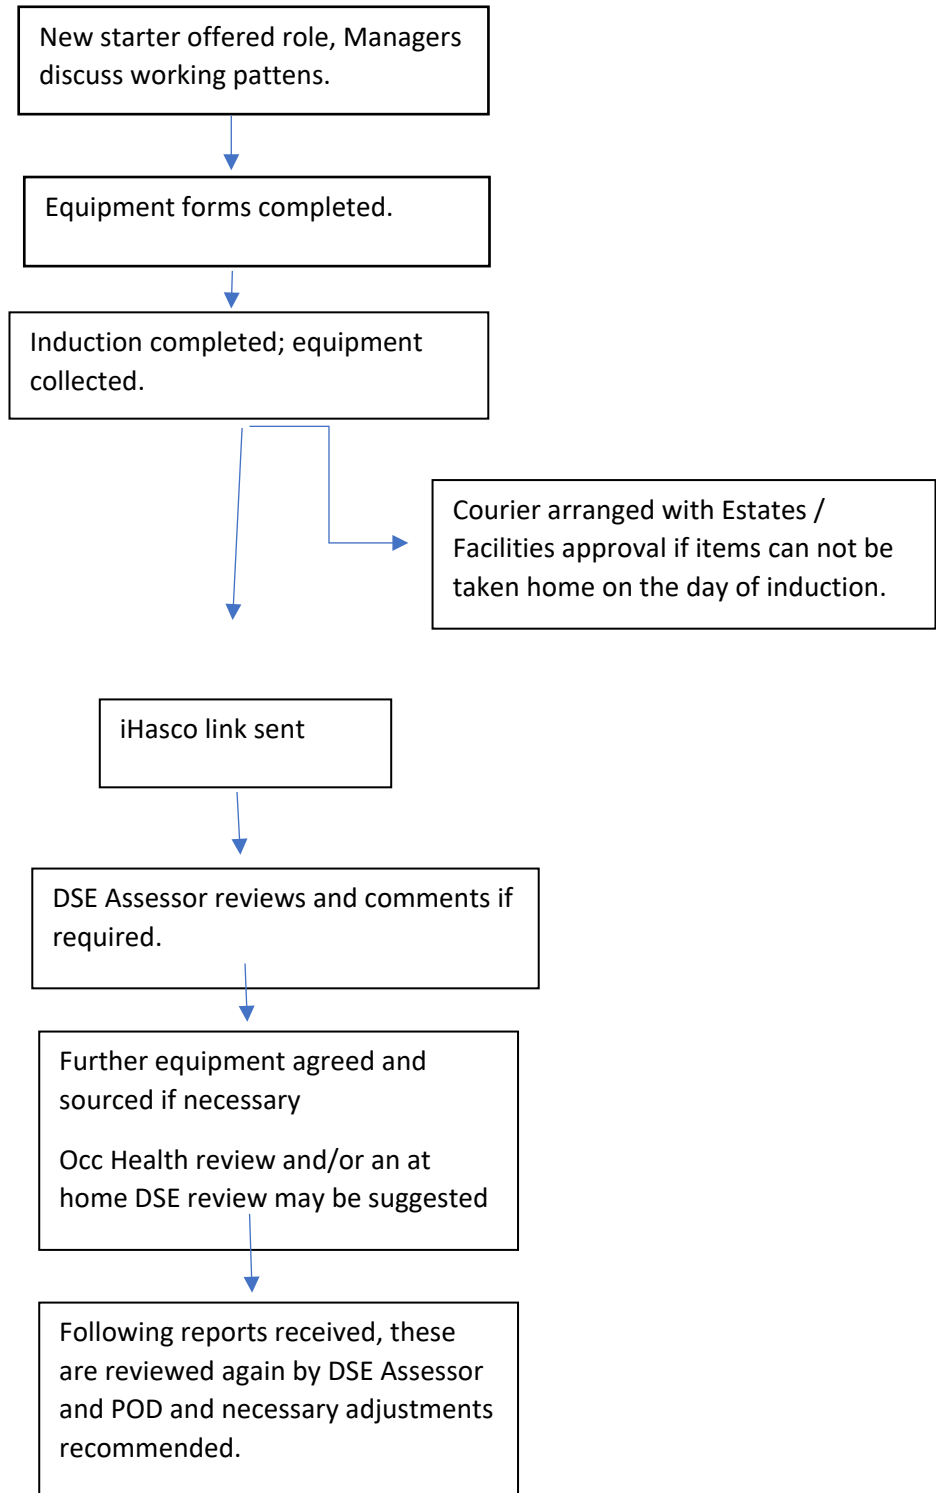 New starter offered role, Managers
discuss working pattens.
Equipment forms completed.
Induction completed; equipment
collected.
Courier arranged with Estates /
Facilities approval if items can not be
taken home on the day of induction.
iHasco link sent
DSE Assessor reviews and comments if
required.
Further equipment agreed and
sourced if necessary
Occ Health review and/or an at
home DSE review may be suggested
Following reports received, these
are reviewed again by DSE Assessor
and POD and necessary adjustments
recommended.